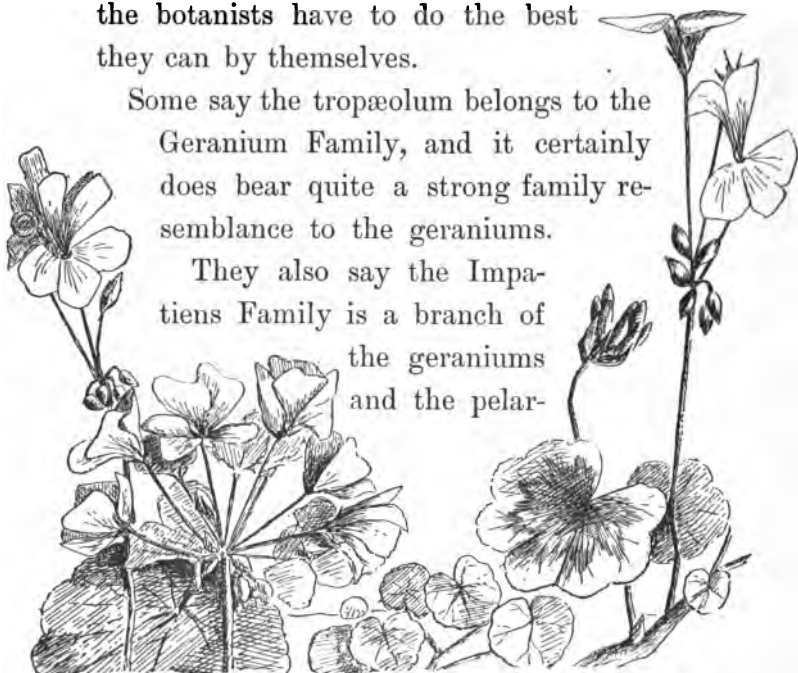 the botanists have to do the best
they can by themselves.
Some say the tropæolum belongs to the
Geranium Family, and it certainly
does bear quite a strong family re-
semblance to the geraniums.
They also say the Impa-
tiens Family is a branch of
the geraniums
and the pelar-